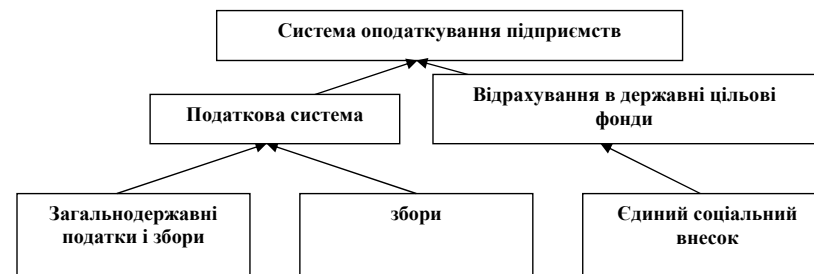 Система оподаткування підприємств
Податкова система
Відрахування в державні цільові
фонди
Загальнодержавні
податки і збори
збори
Єдиний соціальний
внесок